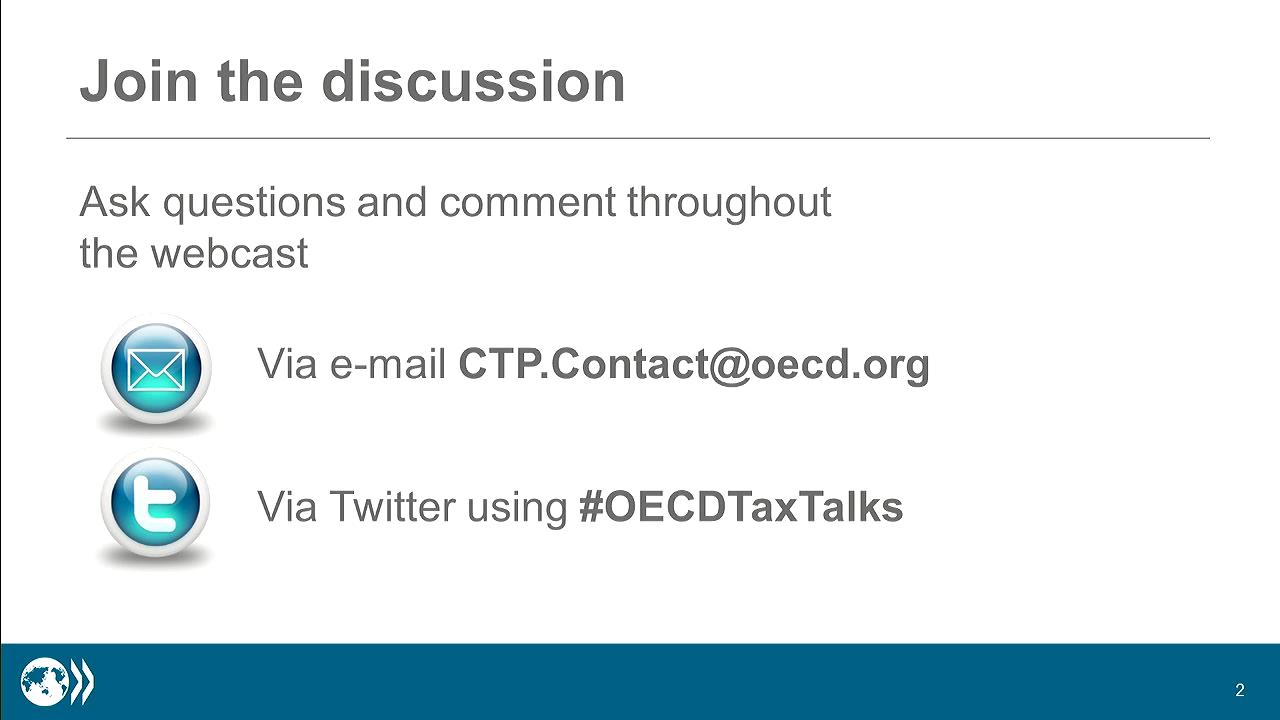 Join the discussion
Ask questions and comment throughout
the webcast
Via e-mail CTP.Contact@oecd.org
Via Twitter using #OECDTaxTalks
2